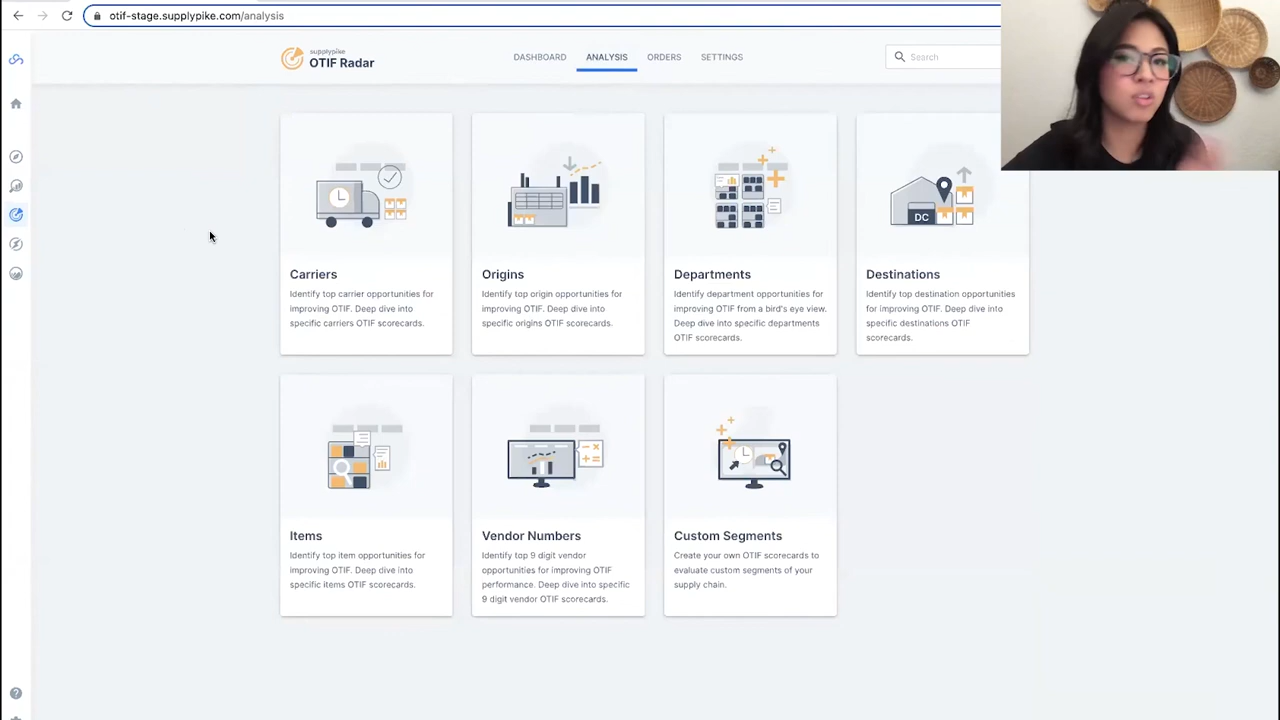 otif-stage.supplypike.com/analysis
supplypike
OTIF Radar
DASHBOARD
ANALYSIS
ORDERS
SETTINGS
Search
DC
Carriers
Identify top carrier opportunities for
improving OTIF. Deep dive into
specific carriers OTIF scorecards.
Origins
Identify top origin opportunities for
improving OTIF. Deep dive into
specific origins OTIF scorecards.
Departments
Identify department opportunities for
improving OTIF from a bird's eye view.
Deep dive into specific departments
OTIF scorecards.
Destinations
Identify top destination opportunities
for improving OTIF. Deep dive into
specific destinations OTIF
scorecards.
Items
Identify top item opportunities for
improving OTIF. Deep dive into
specific items OTIF scorecards.
Vendor Numbers
Identify top 9 digit vendor
opportunities for improving OTIF
performance. Deep dive into specific
9 digit vendor OTIF scorecards.
Custom Segments
Create your own OTIF scorecards to
evaluate custom segments of your
supply chain.